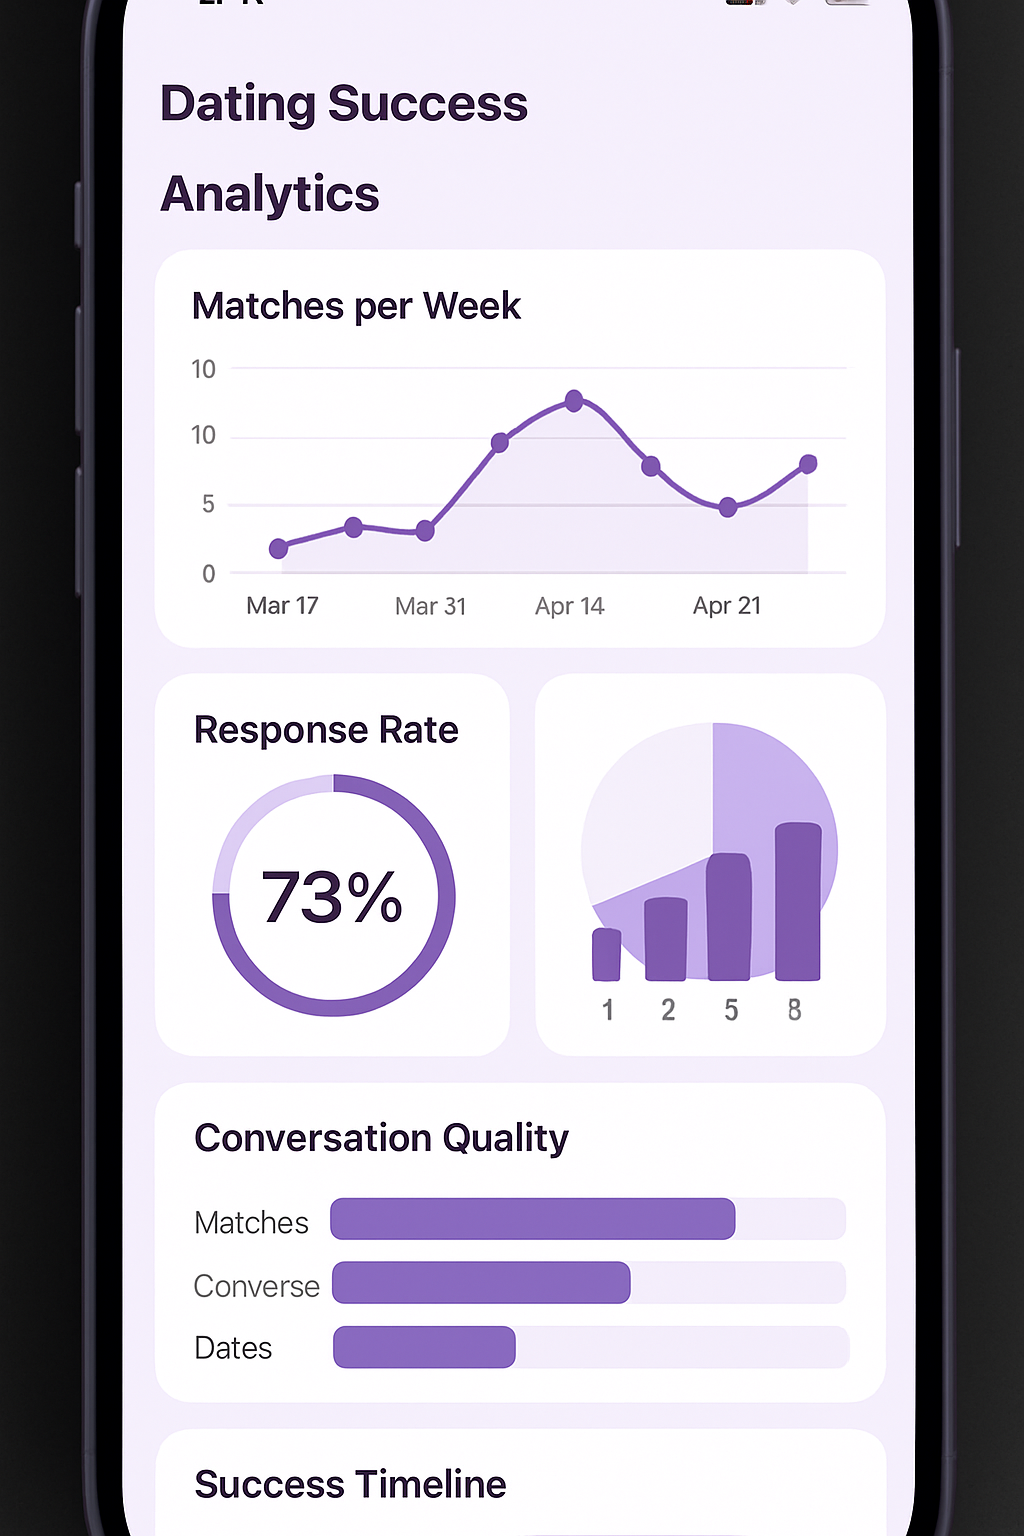 Dating Success
Analytics
Matches per Week
10
10
5
0
Mar 17 Mar 31 Apr 14 Apr 21
Response Rate
73%
1 2 5 8
Conversation Quality
Matches
Converse
Dates
Success Timeline